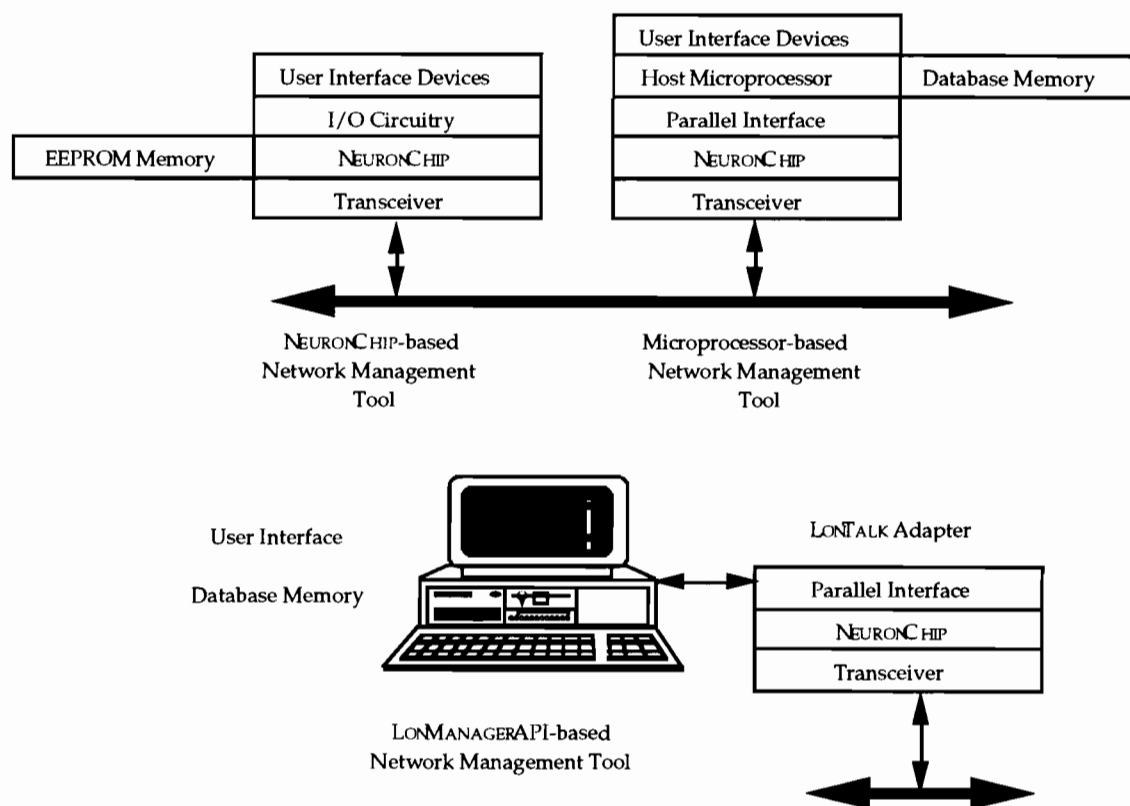 User Interface Devices
I/O Circuitry
EEPROM Memory
NEURONCHIP
Transceiver
User Interface Devices
Host Microprocessor
Database Memory
Parallel Interface
NEURONCHIP
Transceiver
NEURONCHIP-based
Network Management
Tool
Microprocessor-based
Network Management
Tool
User Interface
Database Memory
LONTALK Adapter
Parallel Interface
NEURONCHIP
Transceiver
LONMANAGERAPI-based
Network Management Tool